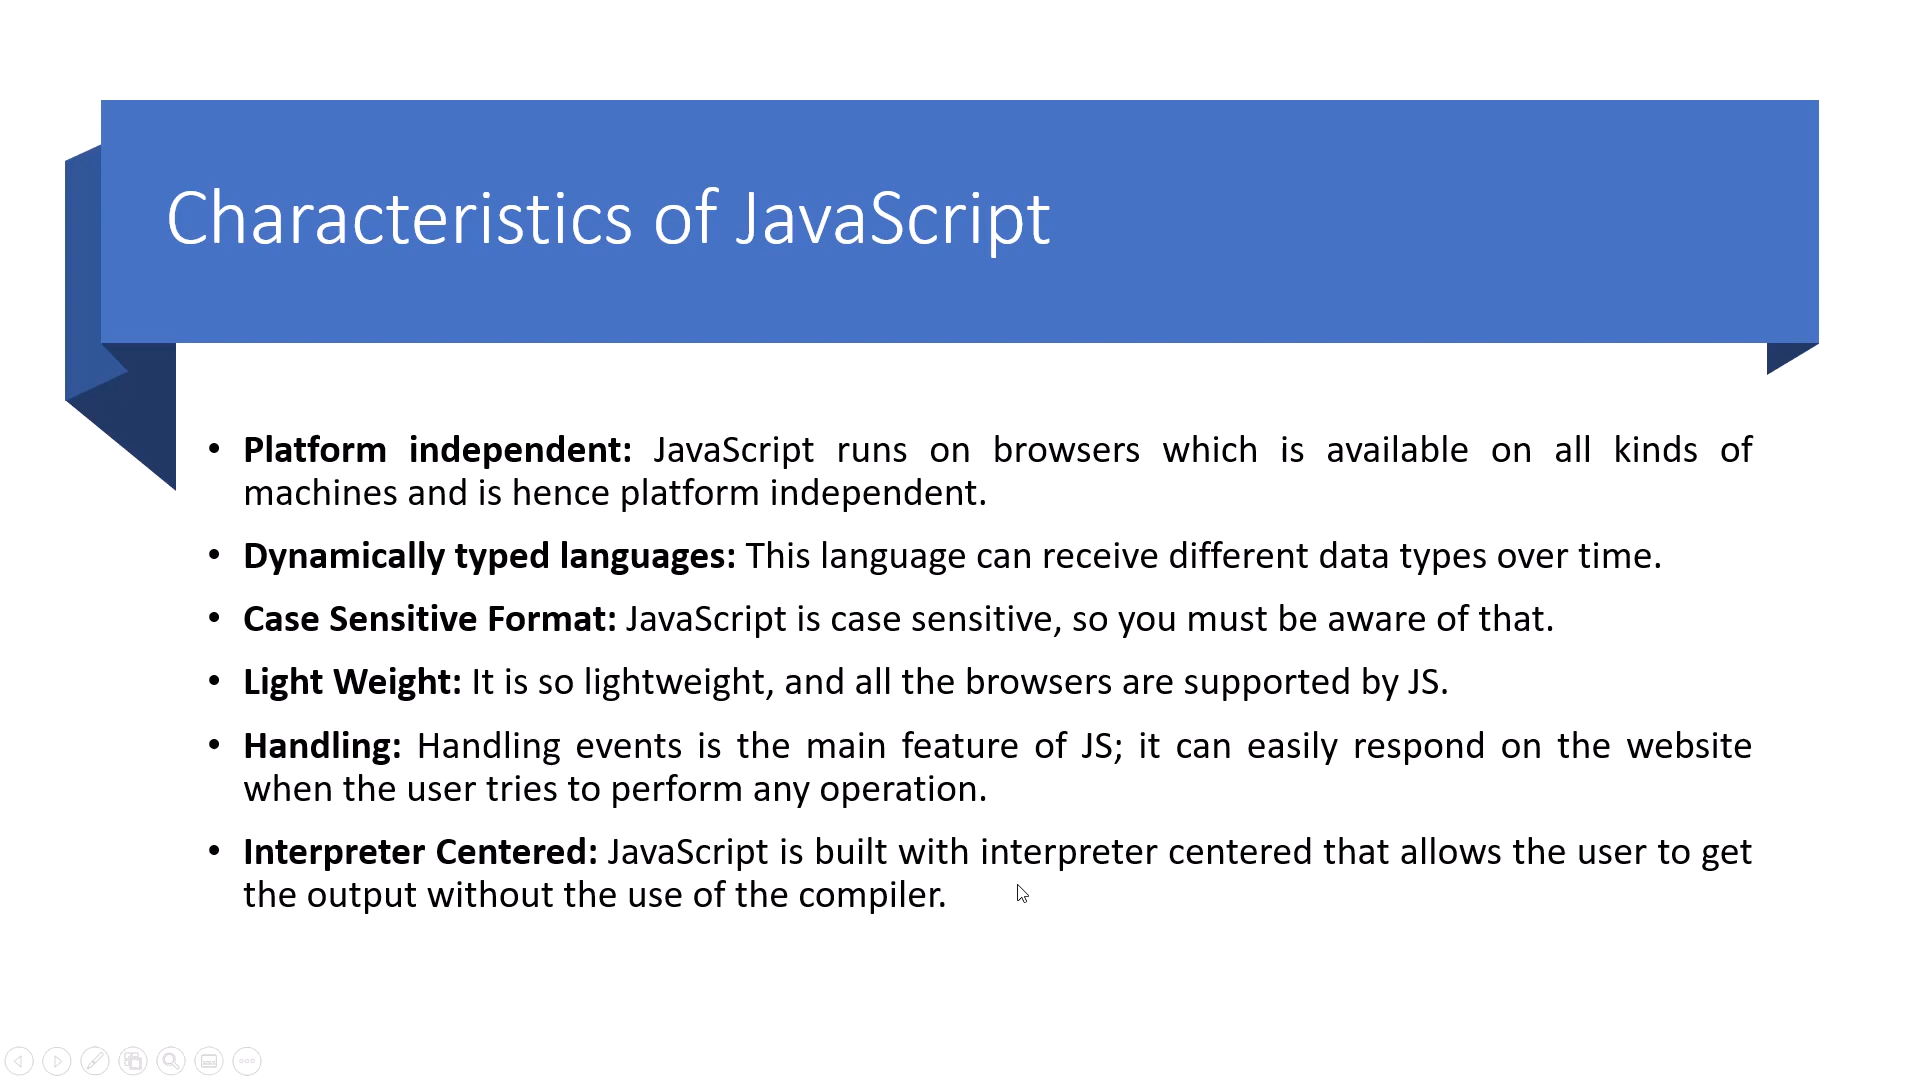 Characteristics of JavaScript
• Platform independent: JavaScript runs on browsers which is available on all kinds of
machines and is hence platform independent.
• Dynamically typed languages: This language can receive different data types over time.
• Case Sensitive Format: JavaScript is case sensitive, so you must be aware of that.
• Light Weight: It is so lightweight, and all the browsers are supported by JS.
• Handling: Handling events is the main feature of JS; it can easily respond on the website
when the user tries to perform any operation.
• Interpreter Centered: JavaScript is built with interpreter centered that allows the user to get
the output without the use of the compiler.